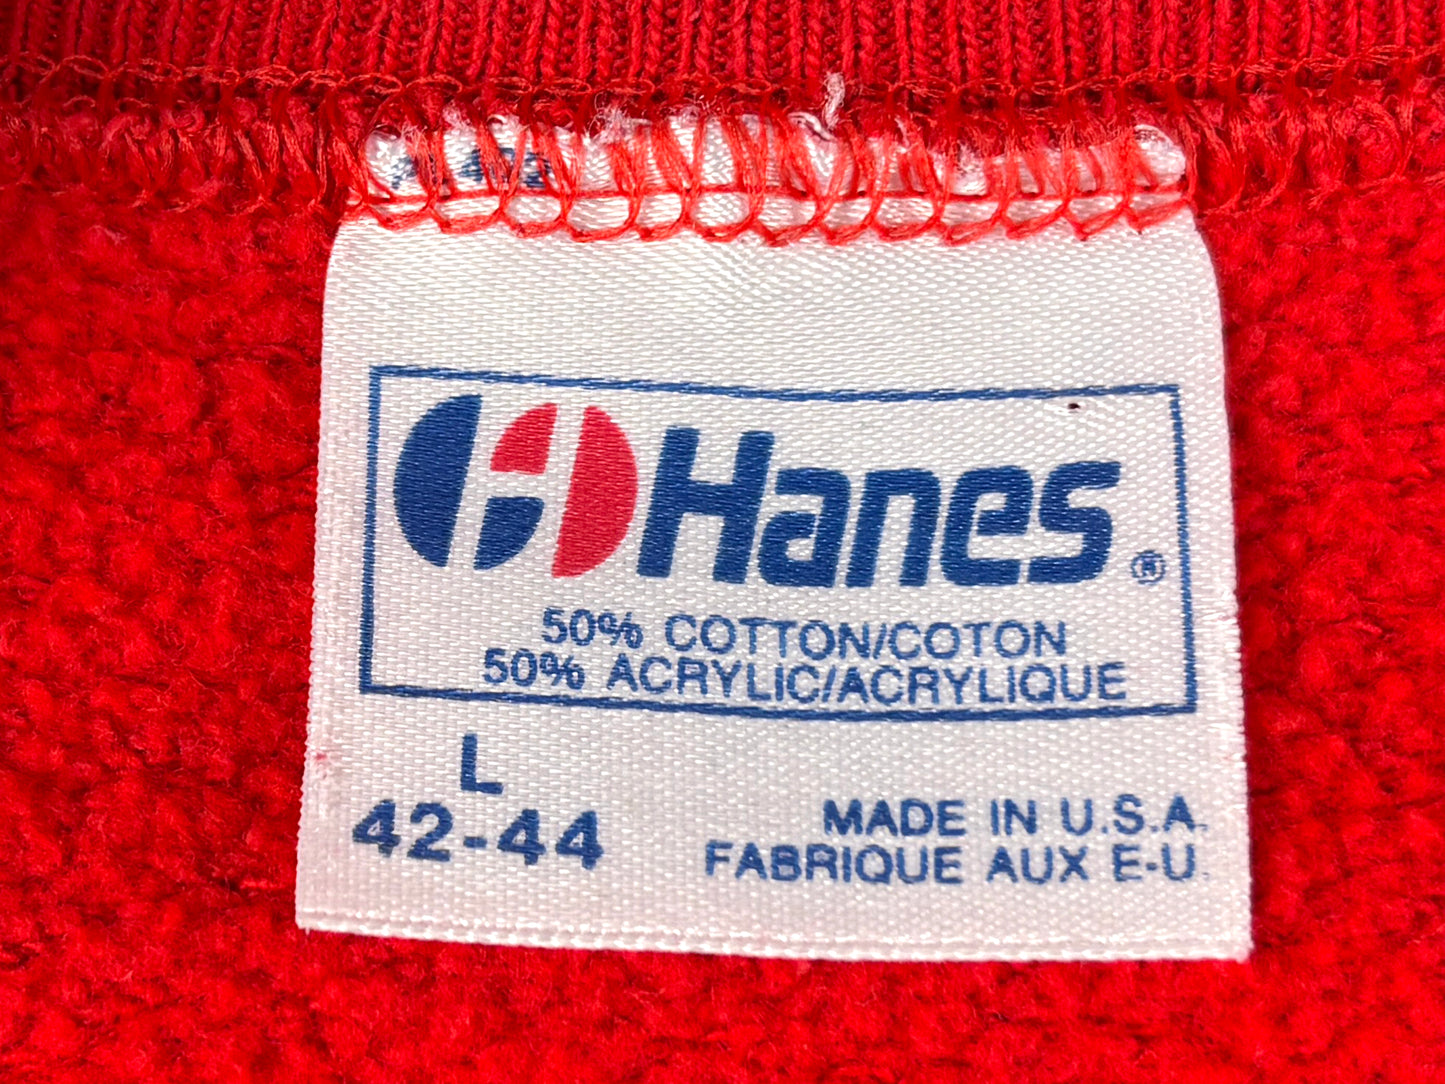 Hanes®
50% COTTON/COTON
50% ACRYLIC/ACRYLIQUE
L
42-44
MADE IN U.S.A.
FABRIQUE AUX E-U.